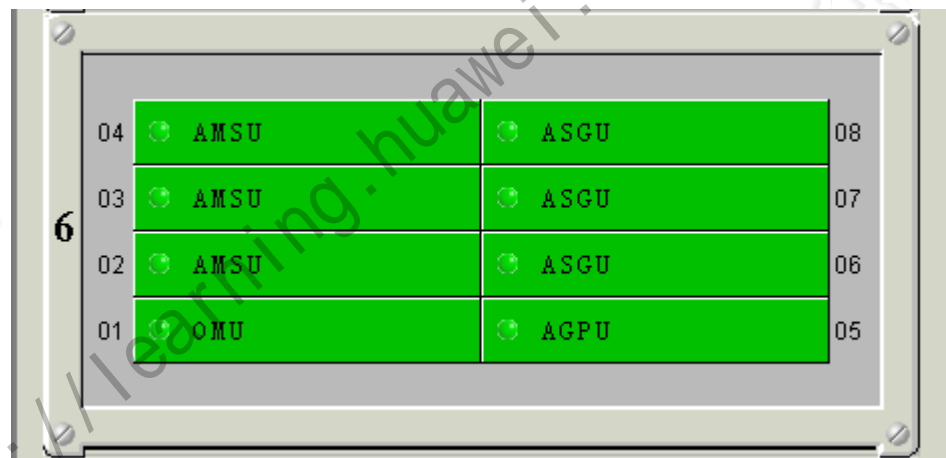 04 AMSU ASGU 08
03 AMSU ASGU 07
6
02 AMSU ASGU 06
01 OMU AGPU 05
://learning.huawei.